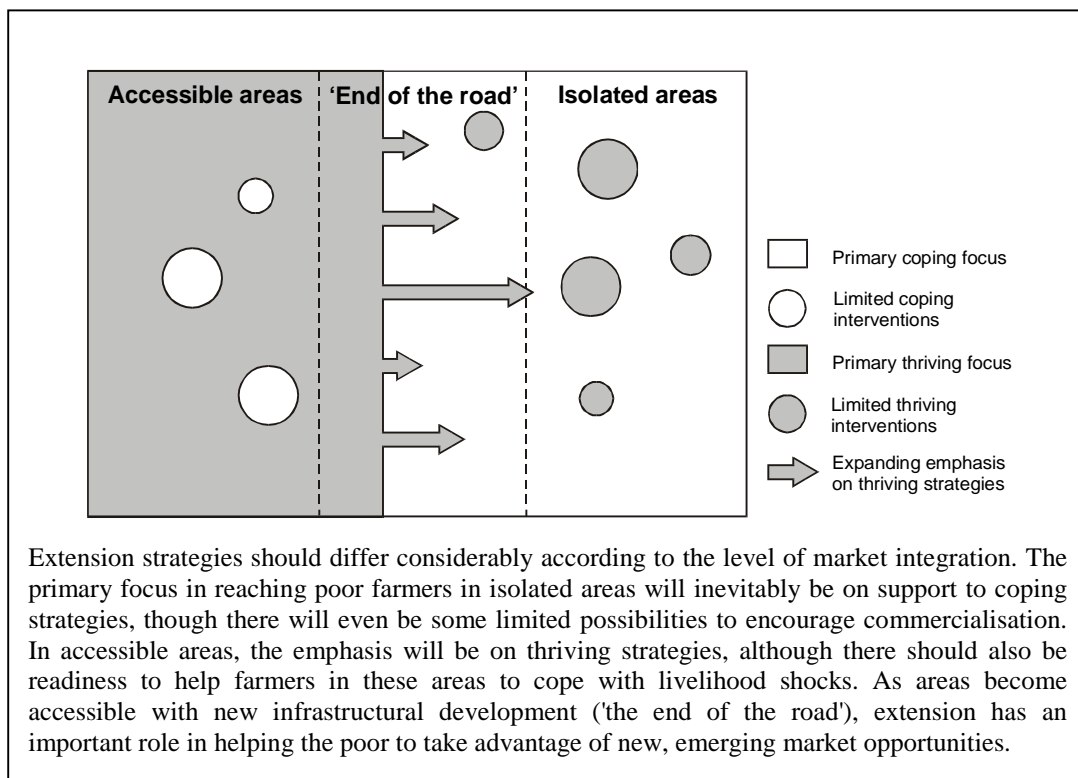 Accessible areas
'End of the road'
Isolated areas
Primary coping focus
Limited coping
interventions
Primary thriving focus
Limited thriving
interventions
Expanding emphasis
on thriving strategies
Extension strategies should differ considerably according to the level of market integration. The
primary focus in reaching poor farmers in isolated areas will inevitably be on support to coping
strategies, though there will even be some limited possibilities to encourage commercialisation.
In accessible areas, the emphasis will be on thriving strategies, although there should also be
readiness to help farmers in these areas to cope with livelihood shocks. As areas become
accessible with new infrastructural development ('the end of the road'), extension has an
important role in helping the poor to take advantage of new, emerging market opportunities.